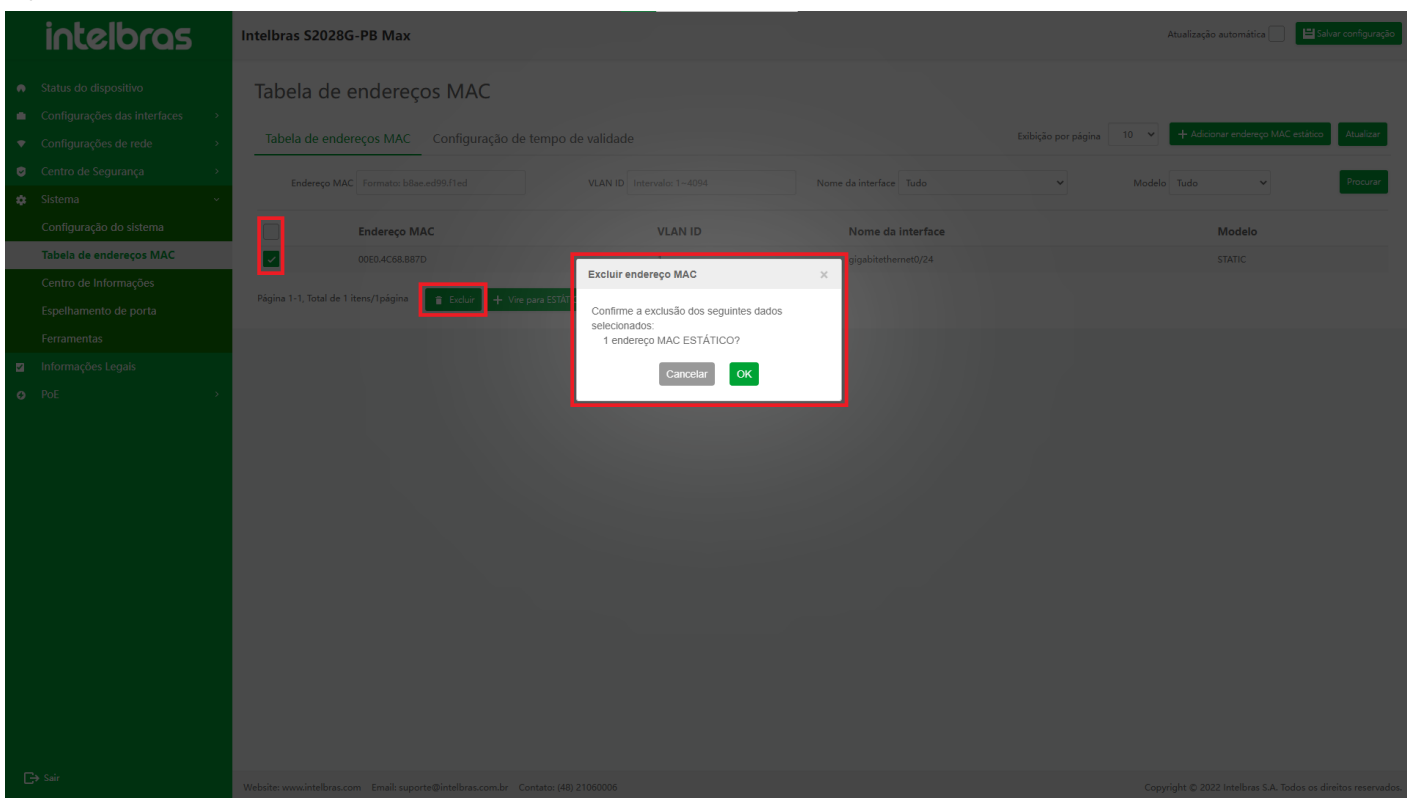 intelbras
Intelbras S2028G-PB Max
Atualização automática
Salvar configuração
Status do dispositivo
Configurações das interfaces
Configurações de rede
Centro de Segurança
Sistema
Configuração do sistema
Tabela de endereços MAC
Centro de Informações
Espelhamento de porta
Ferramentas
Informações Legais
PoE
Sair
Tabela de endereços MAC
Tabela de endereços MAC Configuração de tempo de validade
Exibição por página 10 Adicionar endereço MAC estático Atualizar
Endereço MAC Formato: b8ae.ed99.f1ed VLAN ID Intervalo: 1~4094 Nome da interface Tudo Modelo Tudo Procurar
Endereço MAC VLAN ID Nome da interface Modelo
00E0.4C68.887D gigabitethernet0/24 STATIC
Página 1-1, Total de 1 itens/1página Excluir + Vire para
Excluir endereço MAC ×
Confirme a exclusão dos seguintes dados
selecionados:
1 endereço MAC ESTÁTICO?
Cancelar OK
Website: www.intelbras.com Email: suporte@intelbras.com.br Contato: (48) 21060006
Copyright © 2022 Intelbras S.A. Todos os direitos reservados.